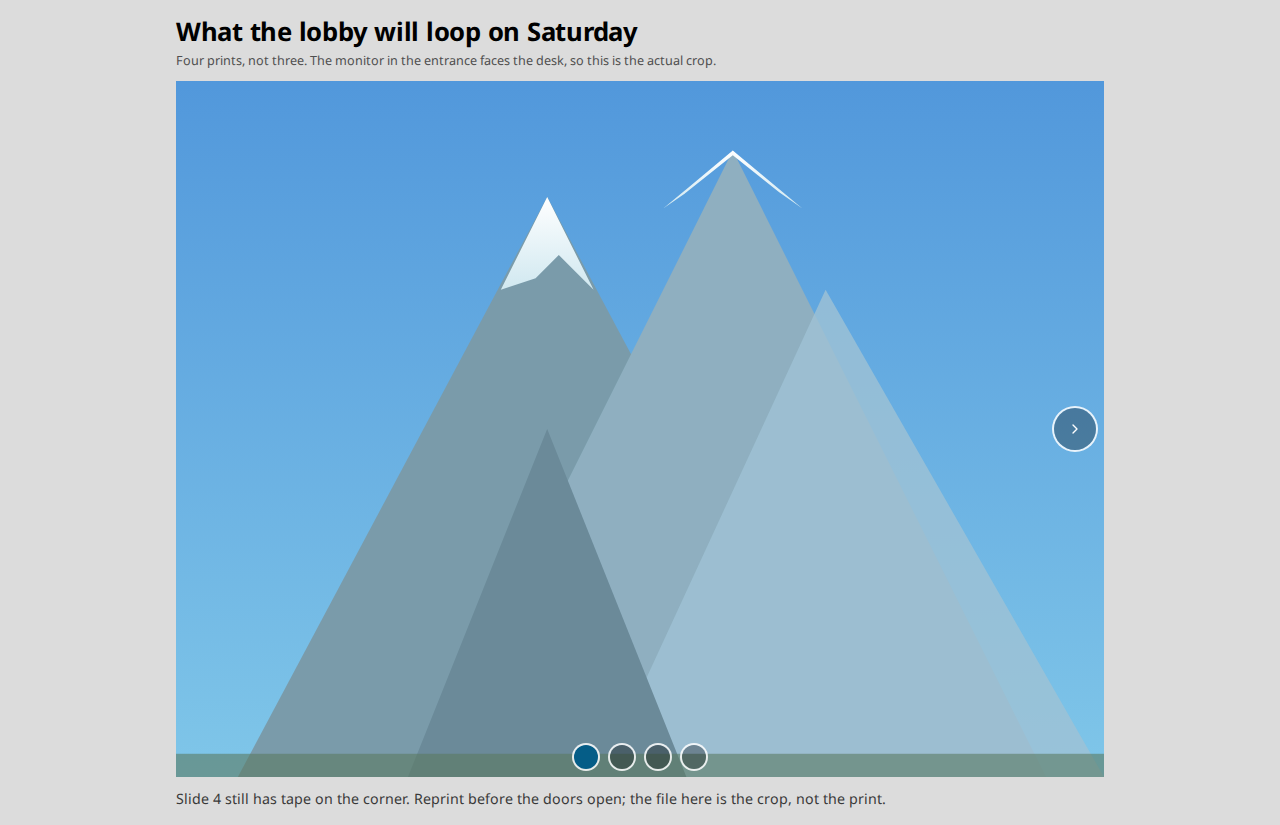 What the lobby will loop on Saturday
Four prints, not three. The monitor in the entrance faces the desk, so this is the actual crop.
Slide 4 still has tape on the corner. Reprint before the doors open; the file here is the crop, not the print.